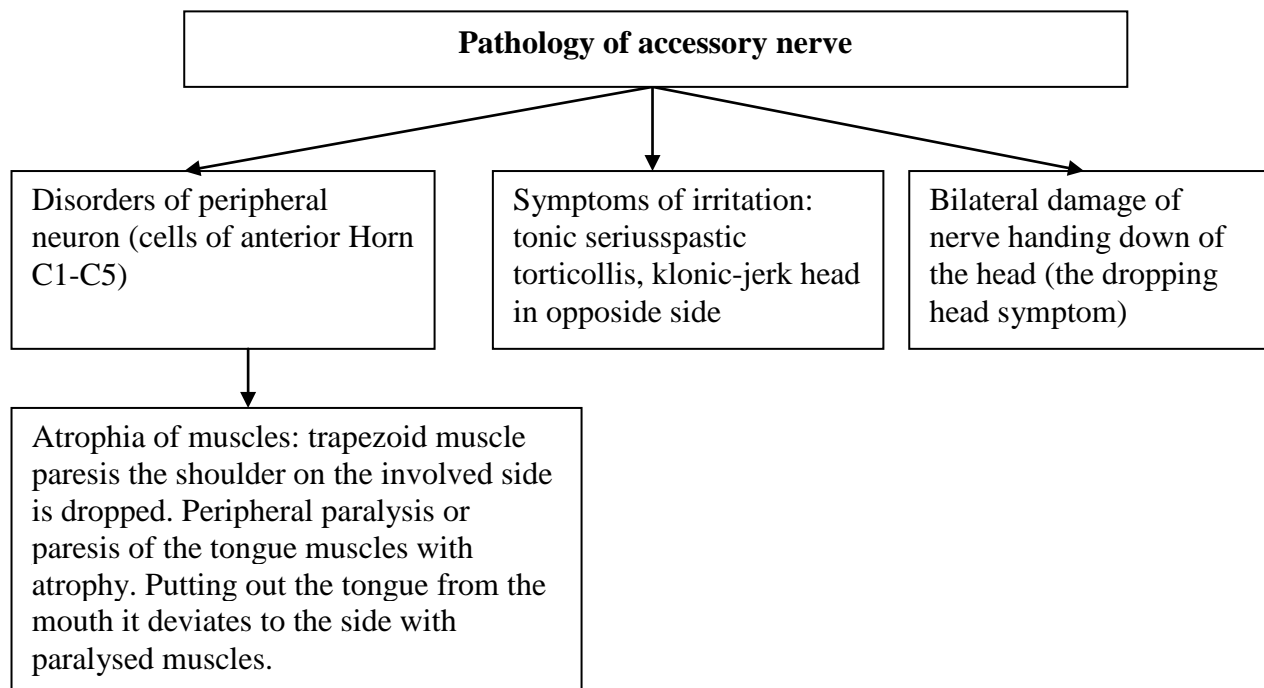 Pathology of accessory nerve
Disorders of peripheral
neuron (cells of anterior Horn
C1-C5)
Symptoms of irritation:
tonic seriusspastic
torticollis, klonic-jerk head
in opposide side
Bilateral damage of
nerve handing down of
the head (the dropping
head symptom)
Atrophia of muscles: trapezoid muscle
paresis the shoulder on the involved side
is dropped. Peripheral paralysis or
paresis of the tongue muscles with
atrophy. Putting out the tongue from the
mouth it deviates to the side with
paralysed muscles.